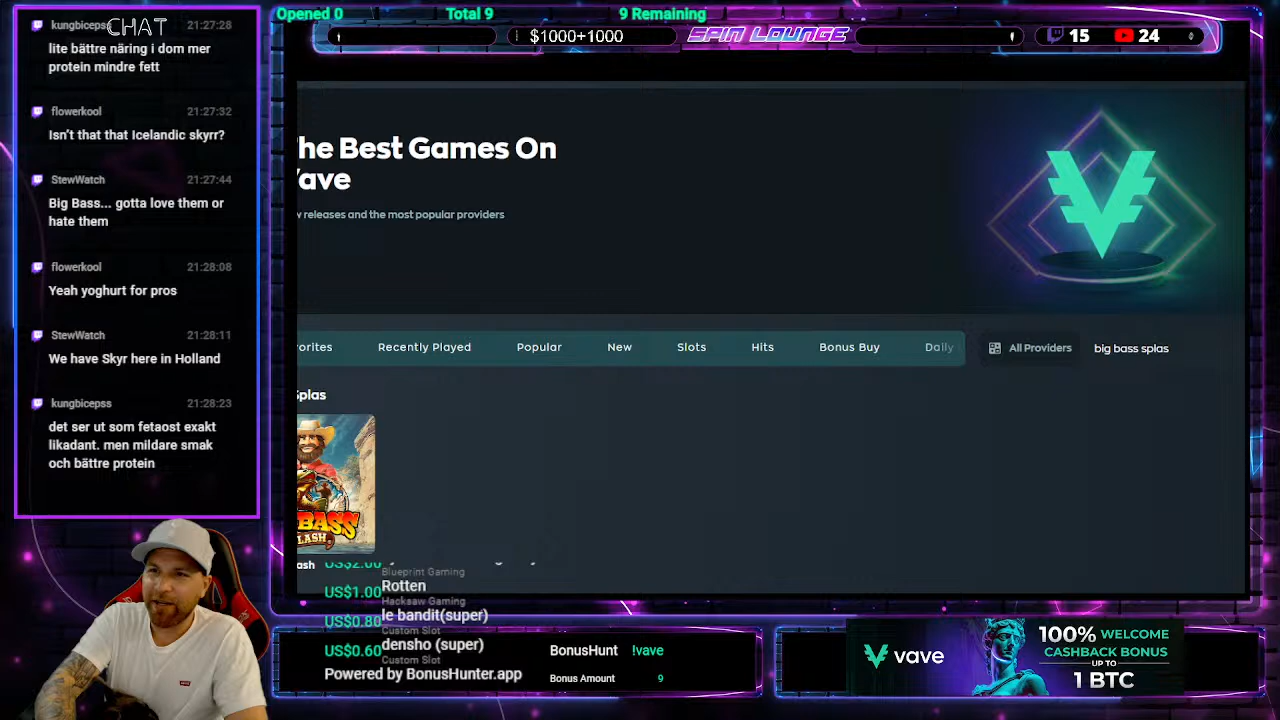 Opened 0
Total 9
9 Remaining
CHAT
$1000+1000
SPIN LOUNGE
15
24
kungbicepss
21:27:28
lite bättre näring i dom mer
protein mindre fett
flowerkool
21:27:32
Isn't that that Icelandic skyrr?
StewWatch
21:27:44
Big Bass... gotta love them or
hate them
flowerkool
21:28:08
Yeah yoghurt for pros
StewWatch
21:28:11
We have Skyr here in Holland
kungbicepss
21:28:23
det ser ut som fetaost exakt
likadant. men mildare smak
och bättre protein
he Best Games On
ave
w releases and the most popular providers
orites
Recently Played
Popular
New
Slots
Hits
Bonus Buy
Daily
All Providers
big bass splas
Splas
BASS
LASH
ash
US$2.00
Blueprint Gaming
US$1.00
Rotten
Hacksaw Gaming
US$0.80
le bandit(super)
Custom Slot
US$0.60
densho (super)
Custom Slot
Powered by BonusHunter.app
BonusHunt
!vave
Bonus Amount
9
vave
100% WELCOME
CASHBACK BONUS
UP TO
1 BTC